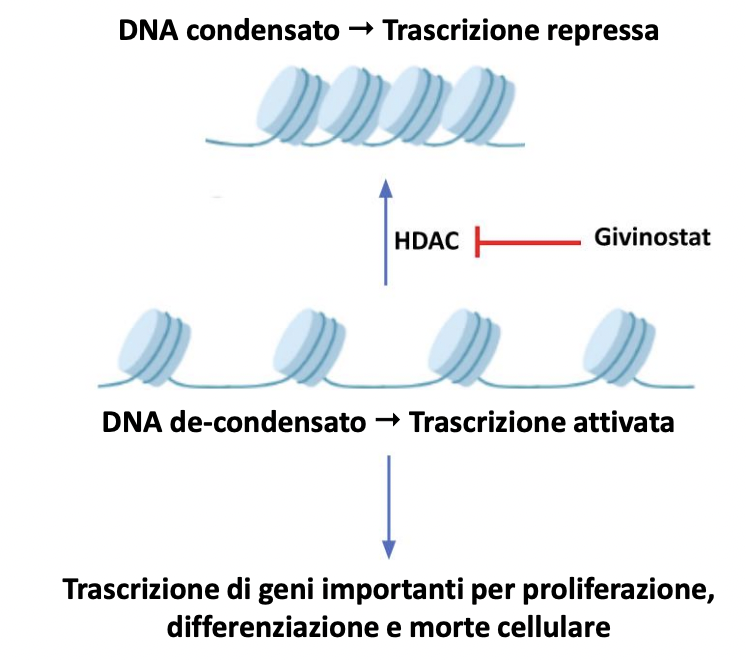 DNA condensato → Trascrizione repressa
HDAC
Givinostat
DNA de-condensato → Trascrizione attivata
Trascrizione di geni importanti per proliferazione,
differenziazione e morte cellulare